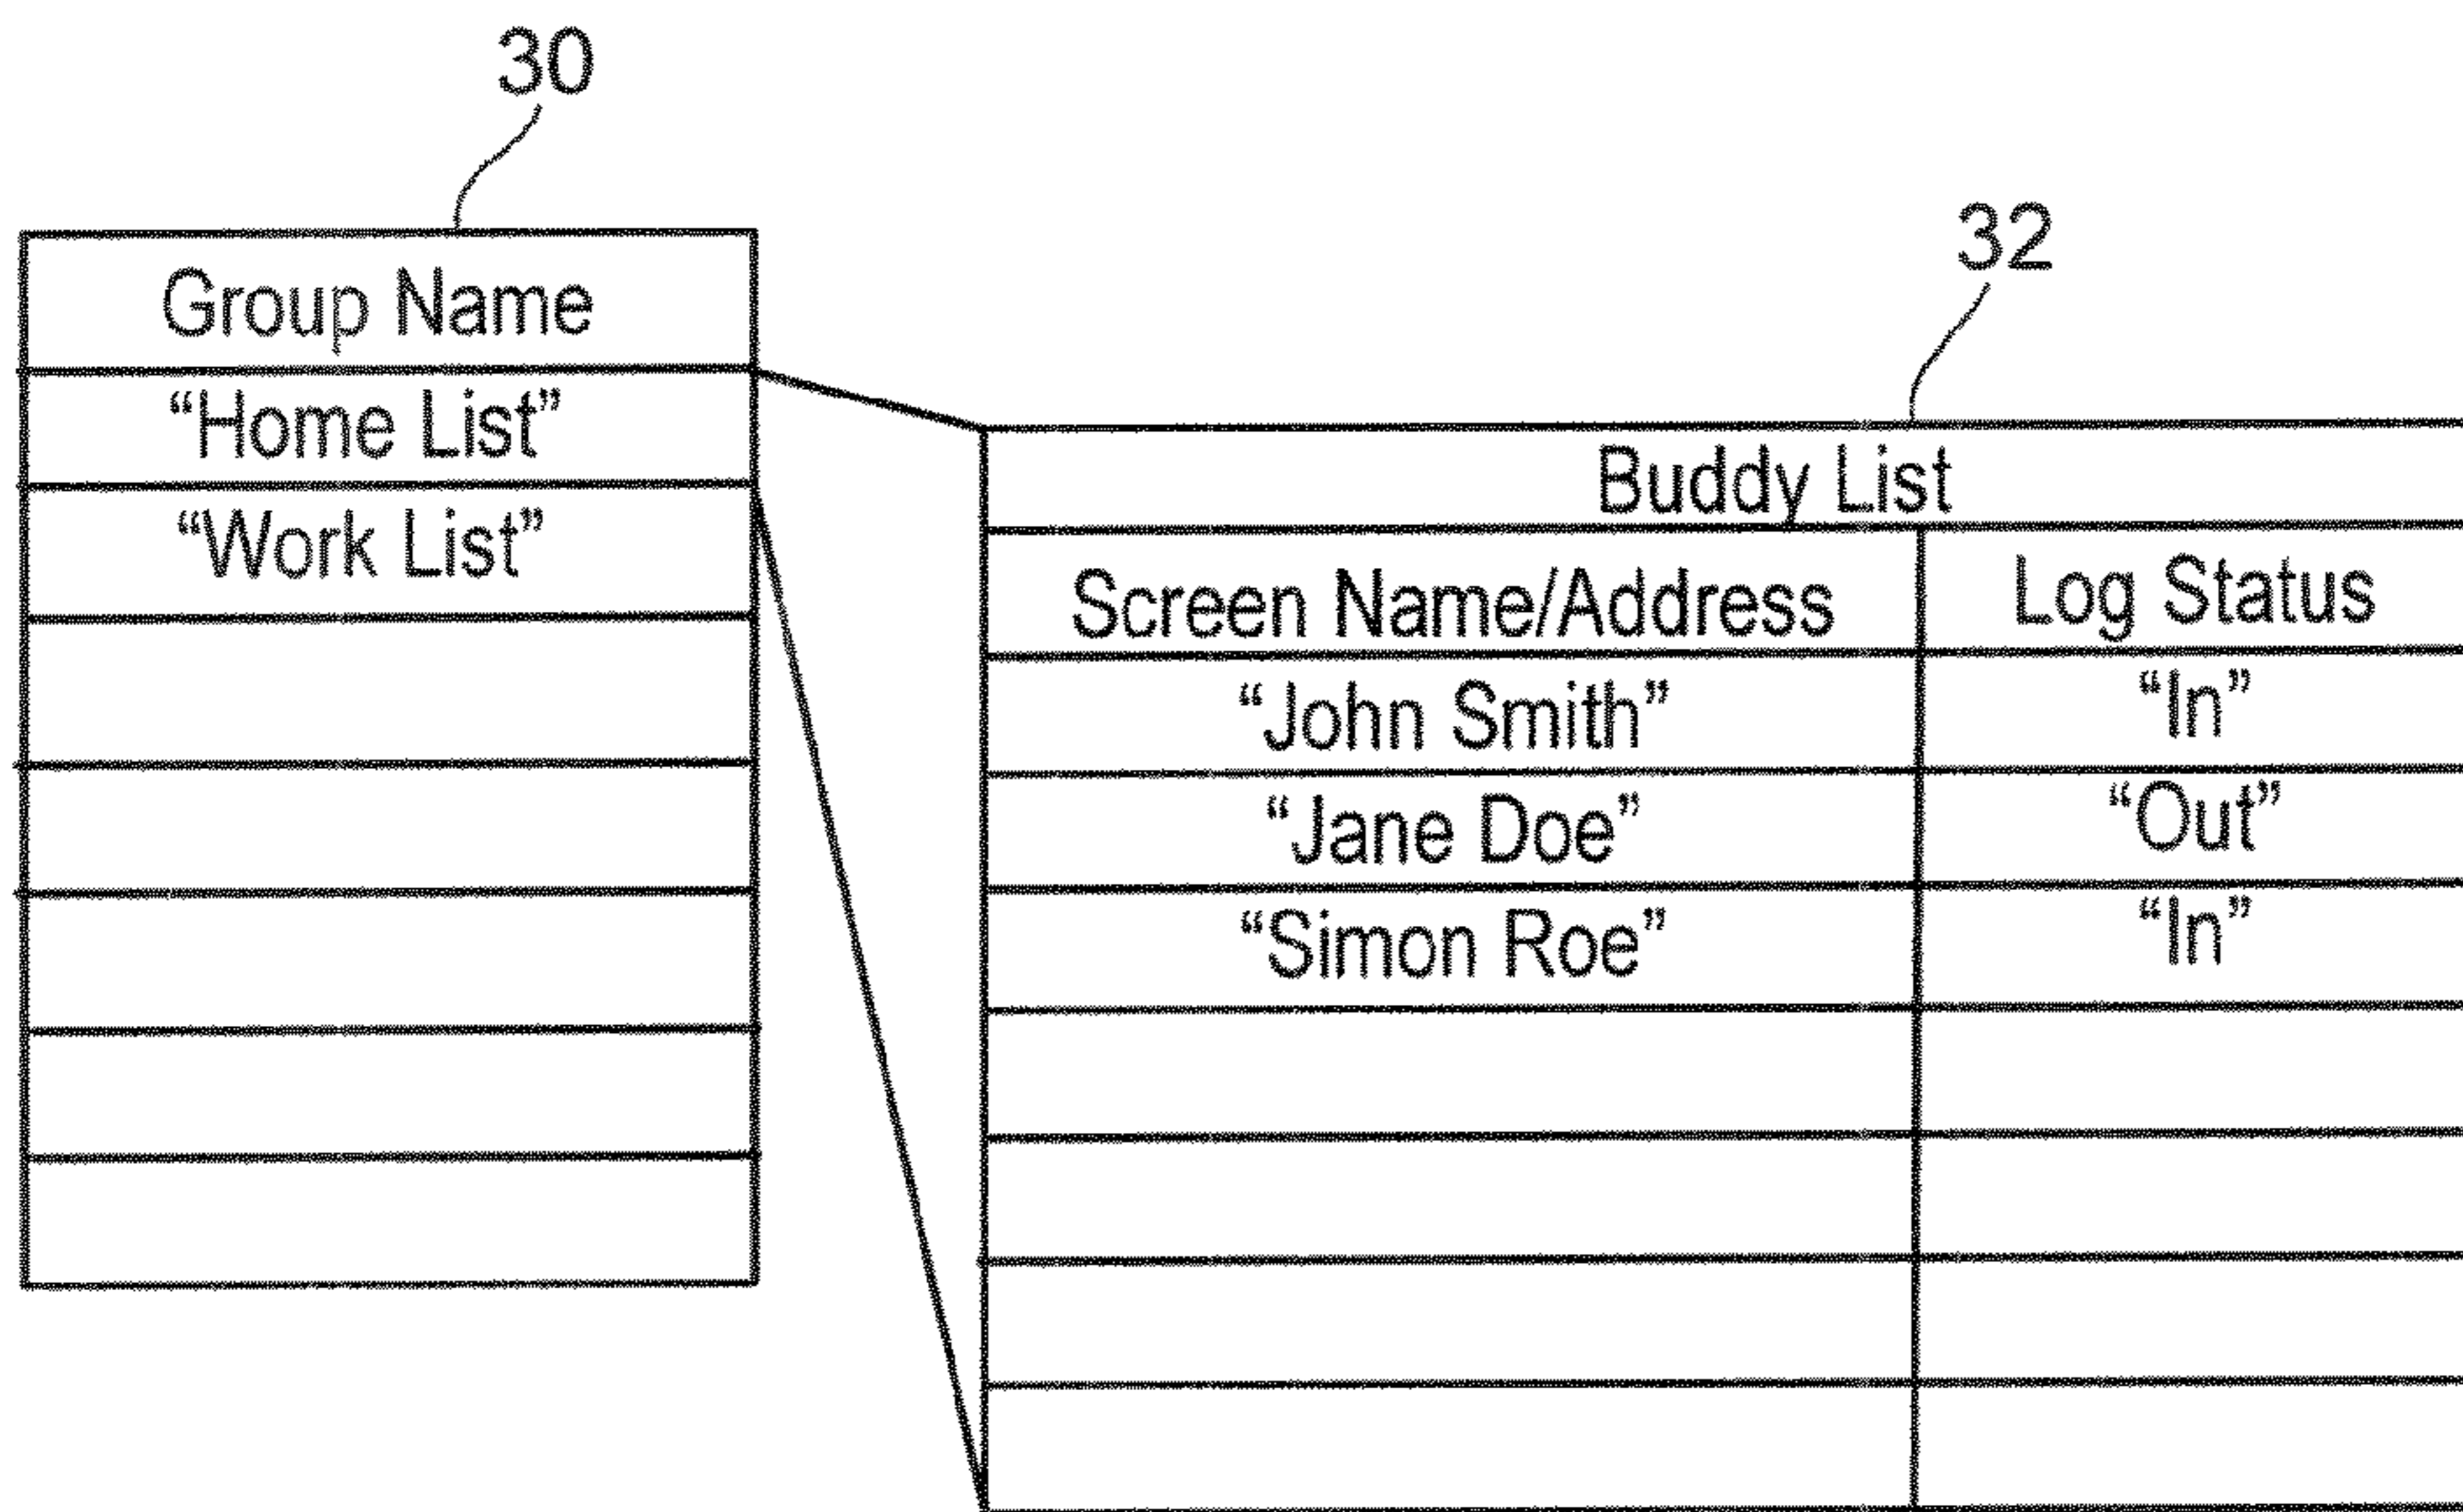 30
Group Name
“Home List”
“Work List”
32
Buddy List
Screen Name/Address Log Status
“John Smith” “In”
“Jane Doe” “Out”
“Simon Roe” “In”